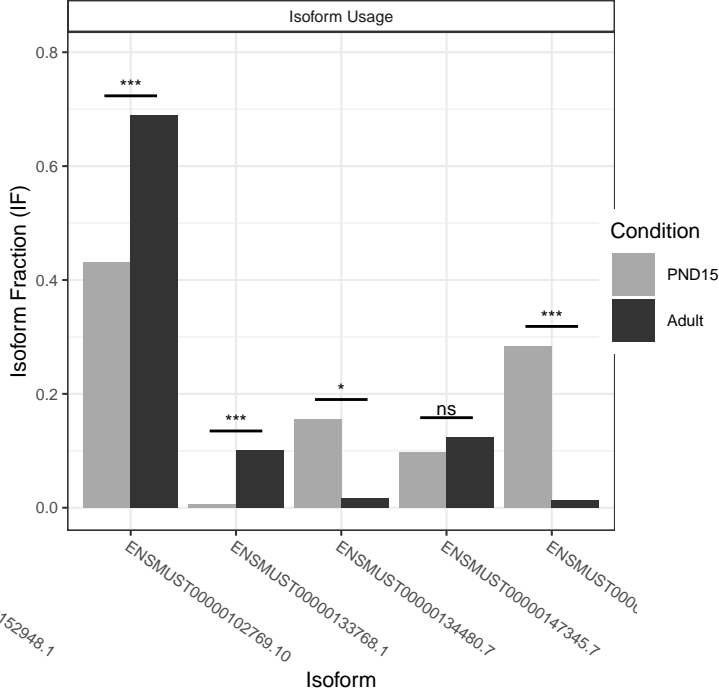 Isoform Usage
0.8
***
0.6
Isoform Fraction (IF)
Condition
PND15
Adult
0.4
***
0.2
*
ns
***
0.0
ENSMUST00000102769.10
ENSMUST00000133768.1
ENSMUST00000134480.7
ENSMUST00000147345.7
ENSMUST000
152948.1
Isoform